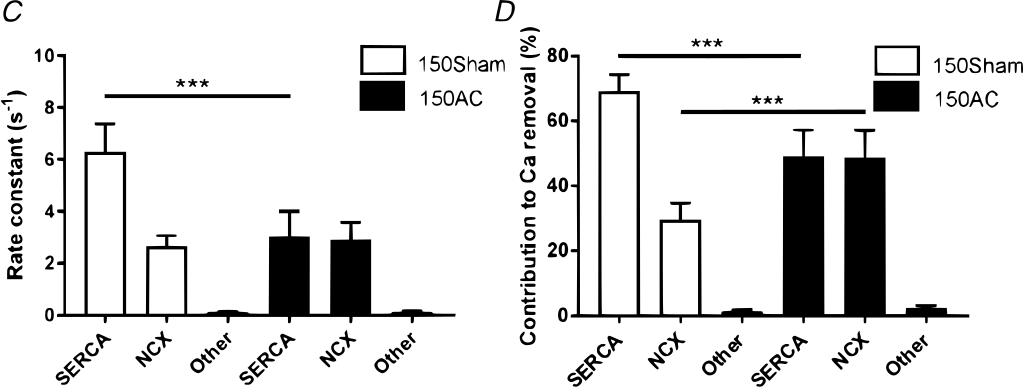 C
Rate constant (s-1)
10
8
6
4
2
0
***
150Sham
150AC
SERCA
NCX
Other
SERCA
NCX
Other
D
Contribution to Ca removal (%)
80
60
40
20
0
***
***
150Sham
150AC
SERCA
NCX
Other
SERCA
NCX
Other